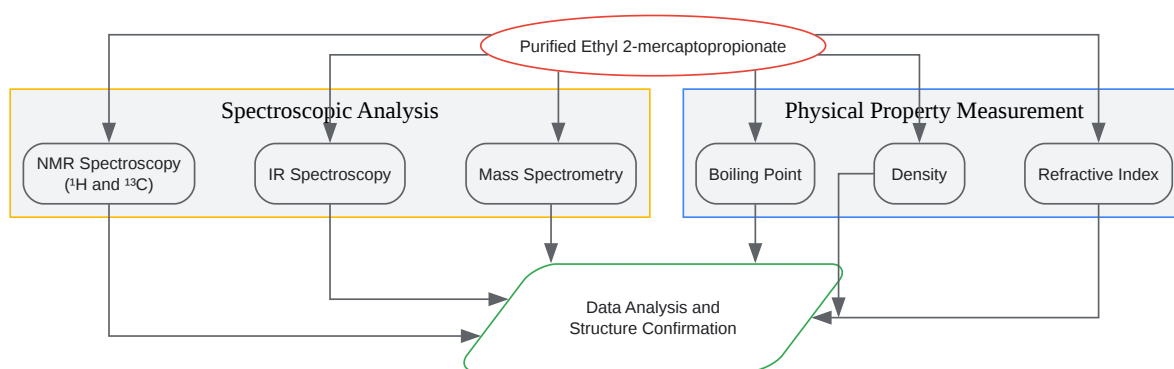 Purified Ethyl 2-mercaptopropionate
Spectroscopic Analysis
Physical Property Measurement
NMR Spectroscopy
(¹H and ¹³C)
IR Spectroscopy
Mass Spectrometry
Boiling Point
Density
Refractive Index
Data Analysis and
Structure Confirmation